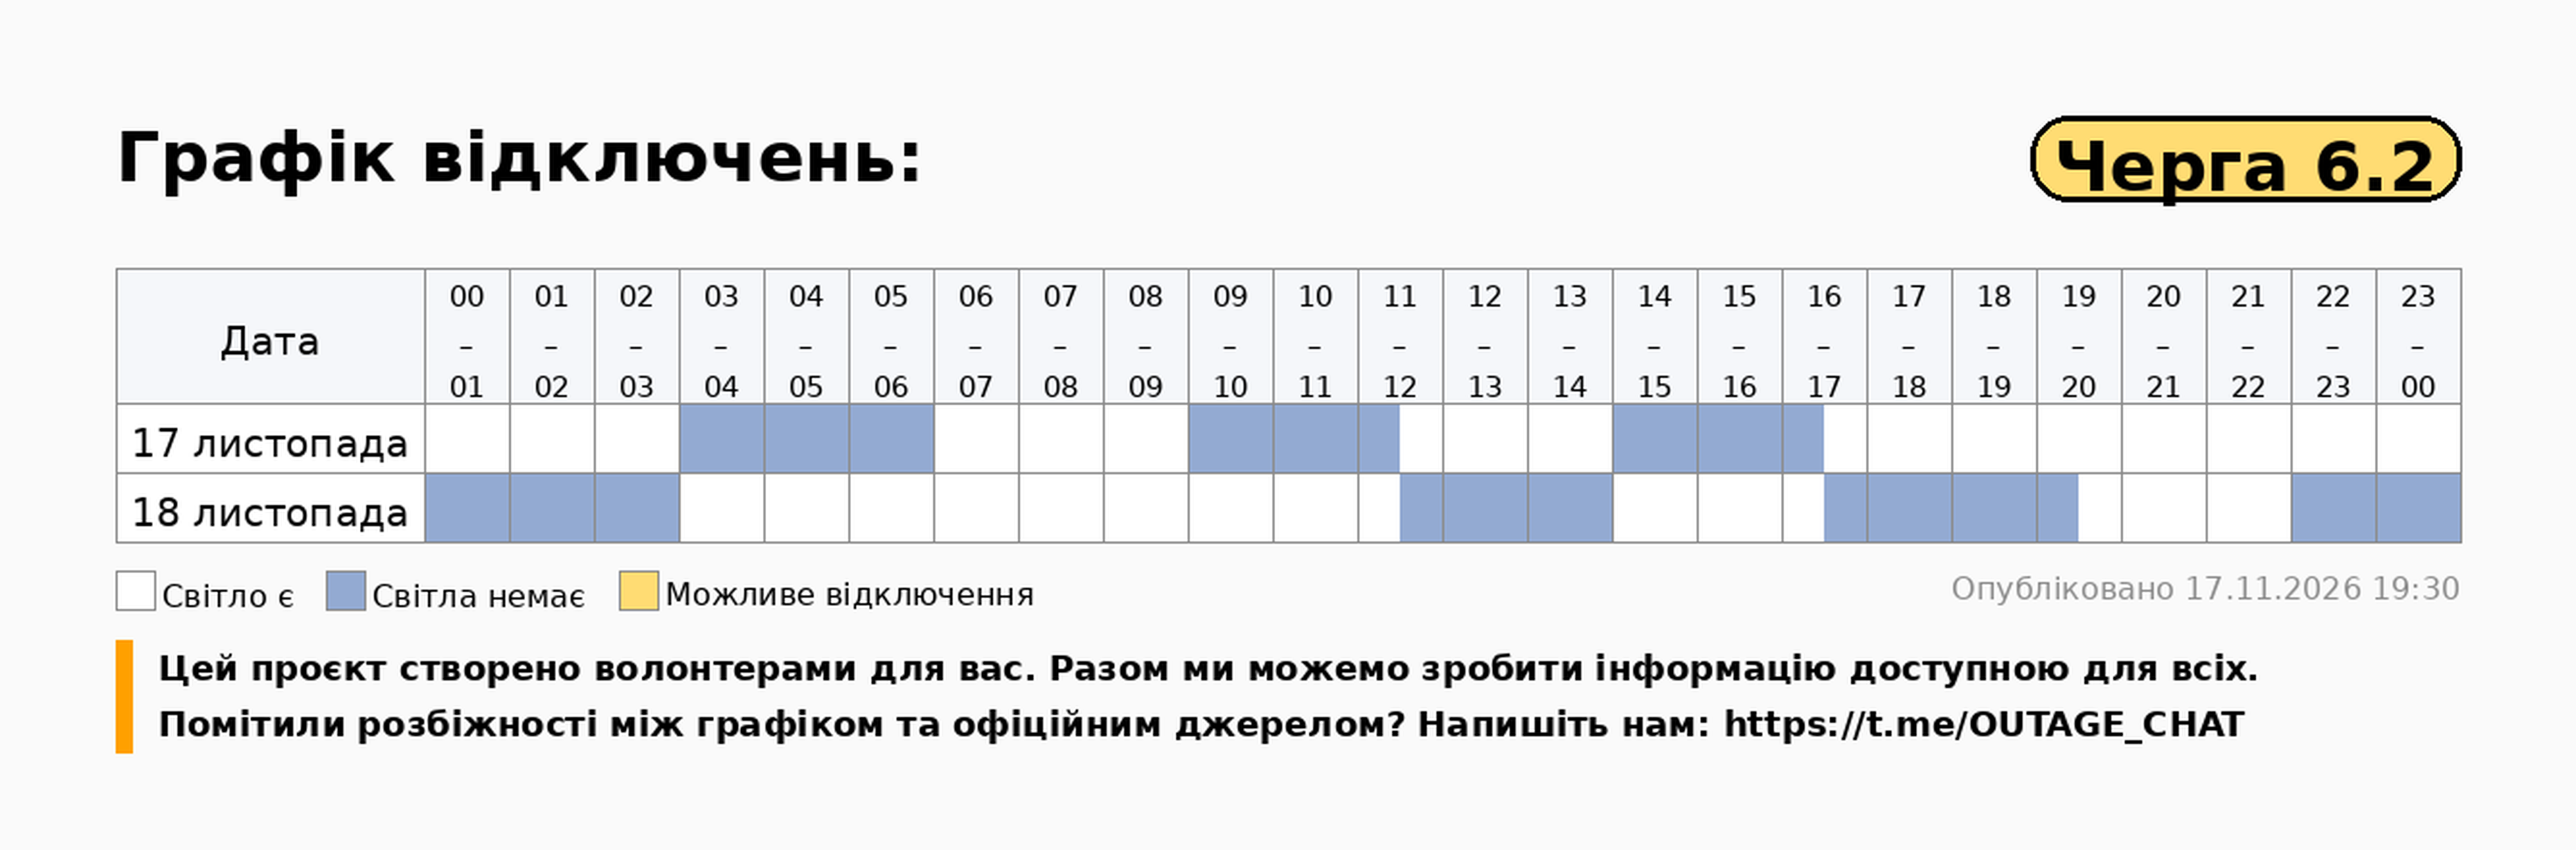 Графік відключень:
Черга 6.2
Дата
00 – 01
01 – 02
02 – 03
03 – 04
04 – 05
05 – 06
06 – 07
07 – 08
08 – 09
09 – 10
10 – 11
11 – 12
12 – 13
13 – 14
14 – 15
15 – 16
16 – 17
17 – 18
18 – 19
19 – 20
20 – 21
21 – 22
22 – 23
23 – 00
17 листопада
18 листопада
Світло є
Світла немає
Можливе відключення
Опубліковано 17.11.2026 19:30
Цей проєкт створено волонтерами для вас. Разом ми можемо зробити інформацію доступною для всіх.
Помітили розбіжності між графіком та офіційним джерелом? Напишіть нам: https://t.me/OUTAGE_CHAT